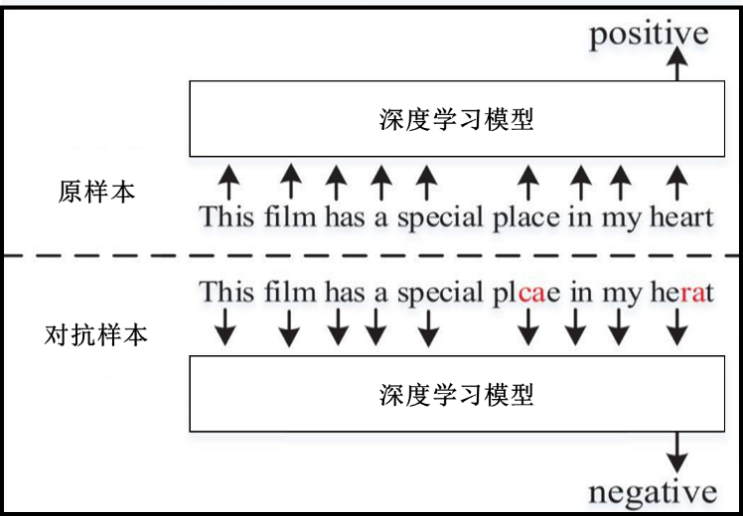 positive
深度学习模型
原样本
This film has a special place in my heart
This film has a special plcae in my herat
对抗样本
深度学习模型
negative